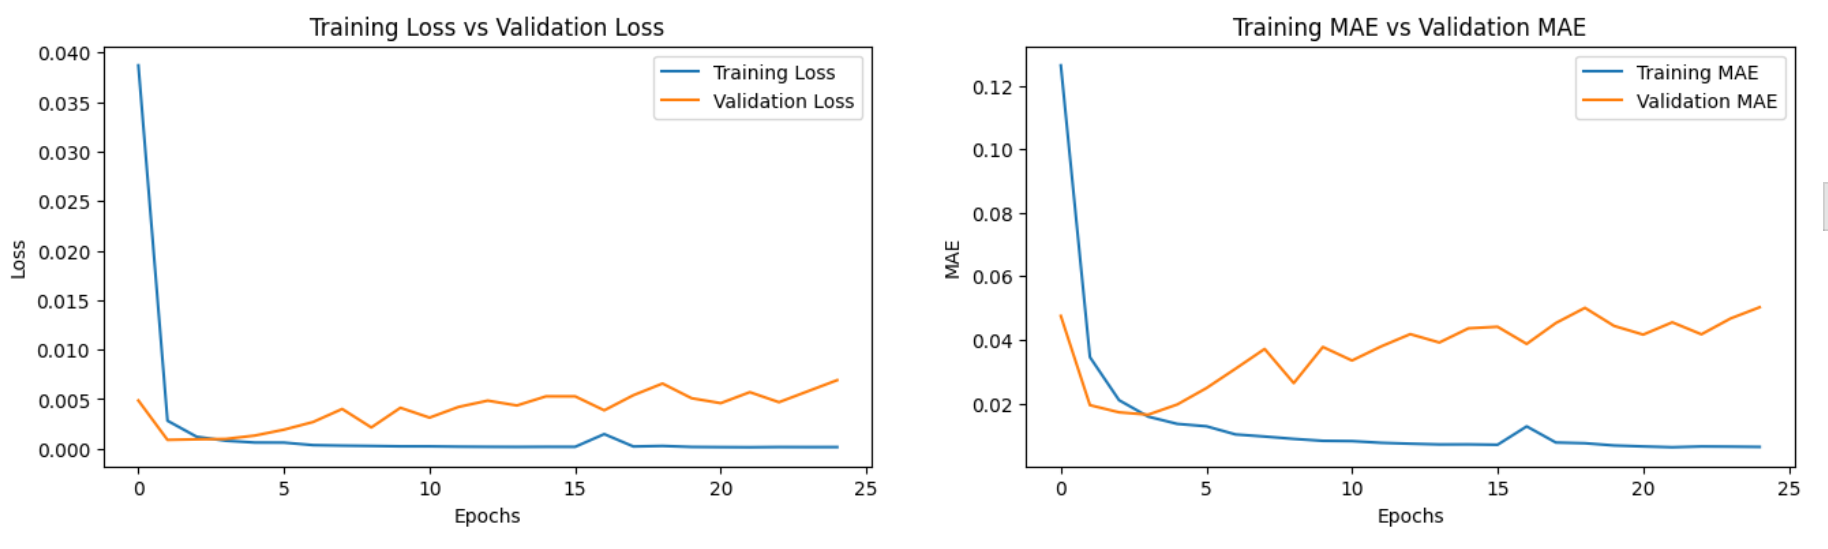 Training Loss vs Validation Loss
0.040
0.035
0.030
0.025
0.020
0.015
0.010
0.005
0.000
Loss
Training Loss
Validation Loss
0 5 10 15 20 25
Epochs
Training MAE vs Validation MAE
0.12
0.10
0.08
0.06
0.04
0.02
MAE
Training MAE
Validation MAE
0 5 10 15 20 25
Epochs